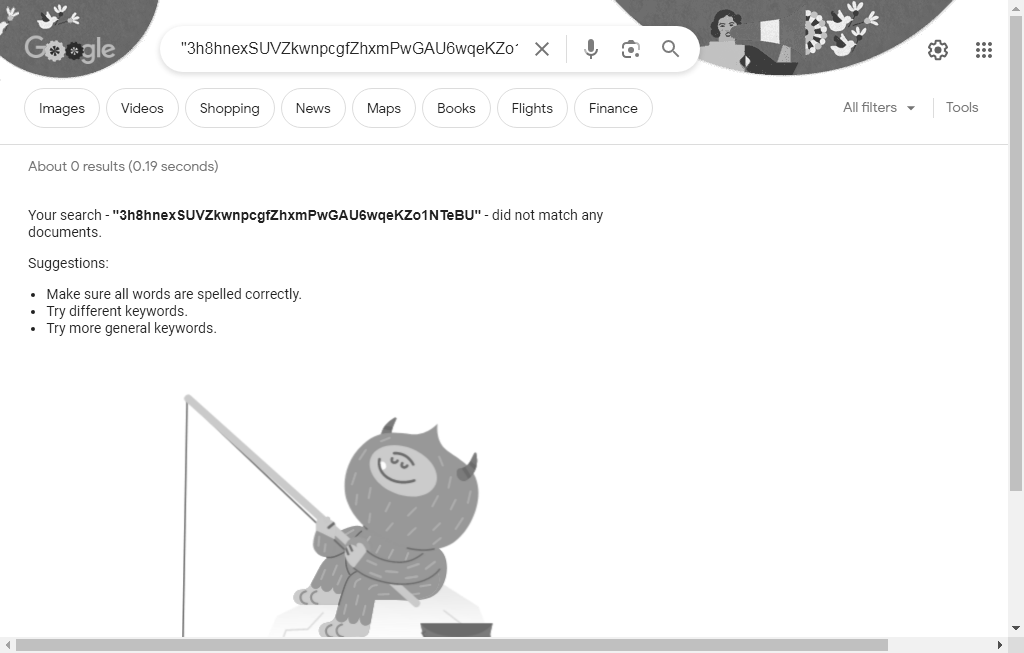 Google
"3h8hnexSUVZkwnpcgfZhxmPwGAU6wqeKZo1
Images Videos Shopping News Maps Books Flights Finance All filters Tools
About 0 results (0.19 seconds)
Your search - "3h8hnexSUVZkwnpcgfZhxmPwGAU6wqeKZo1NTeBU" - did not match any
documents.
Suggestions:
Make sure all words are spelled correctly.
Try different keywords.
Try more general keywords.